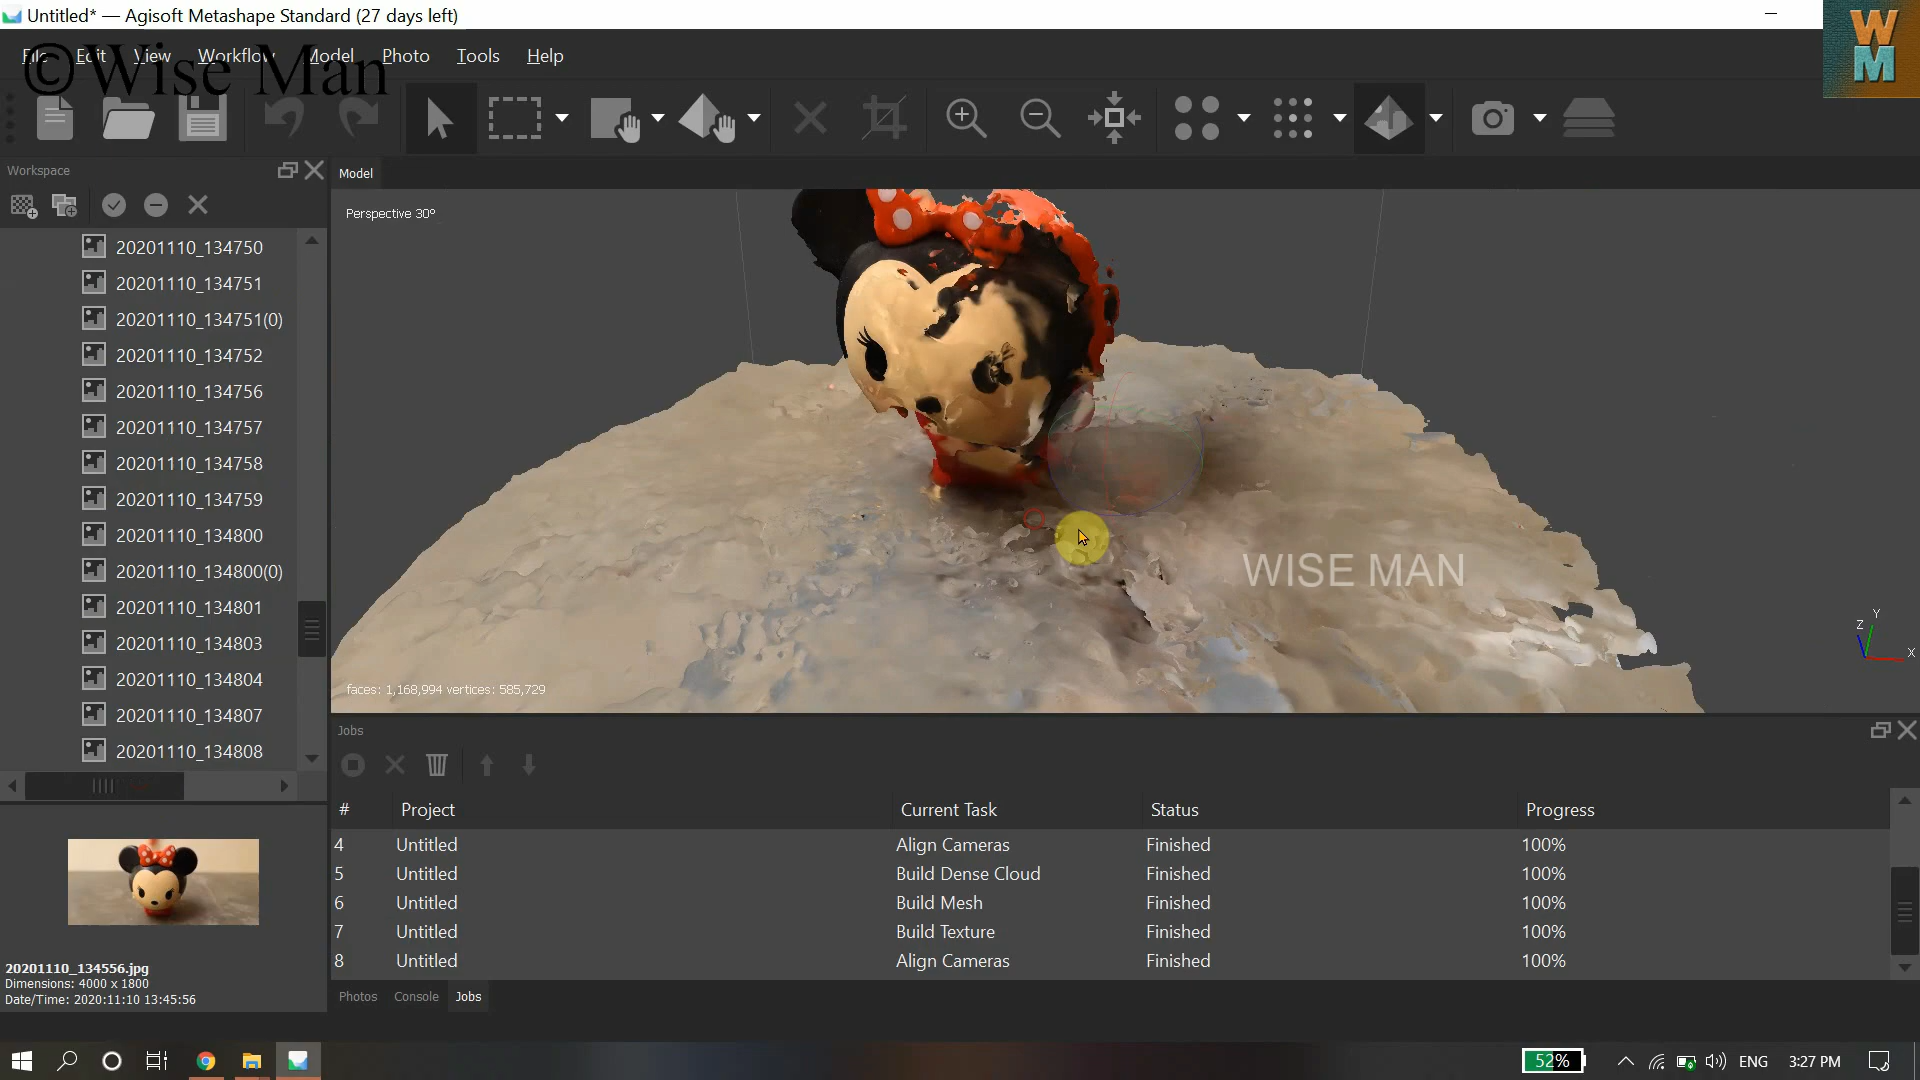 Untitled* — Agisoft Metashape Standard (27 days left)
File Edit View Workflow Model Photo Tools Help
©Wise Man
W
M
Workspace
Model
Perspective 30°
20201110_134750
20201110_134751
20201110_134751(0)
20201110_134752
20201110_134756
20201110_134757
20201110_134758
20201110_134759
20201110_134800
20201110_134800(0)
20201110_134801
20201110_134803
20201110_134804
20201110_134807
20201110_134808
WISE MAN
Y
Z
X
faces: 1,168,994 vertices: 585,729
Jobs
# Project Current Task Status Progress
4 Untitled Align Cameras Finished 100%
5 Untitled Build Dense Cloud Finished 100%
6 Untitled Build Mesh Finished 100%
7 Untitled Build Texture Finished 100%
8 Untitled Align Cameras Finished 100%
20201110_134556.jpg
Dimensions: 4000 x 1800
Date/Time: 2020:11:10 13:45:56
Photos Console Jobs
52% ENG 3:27 PM